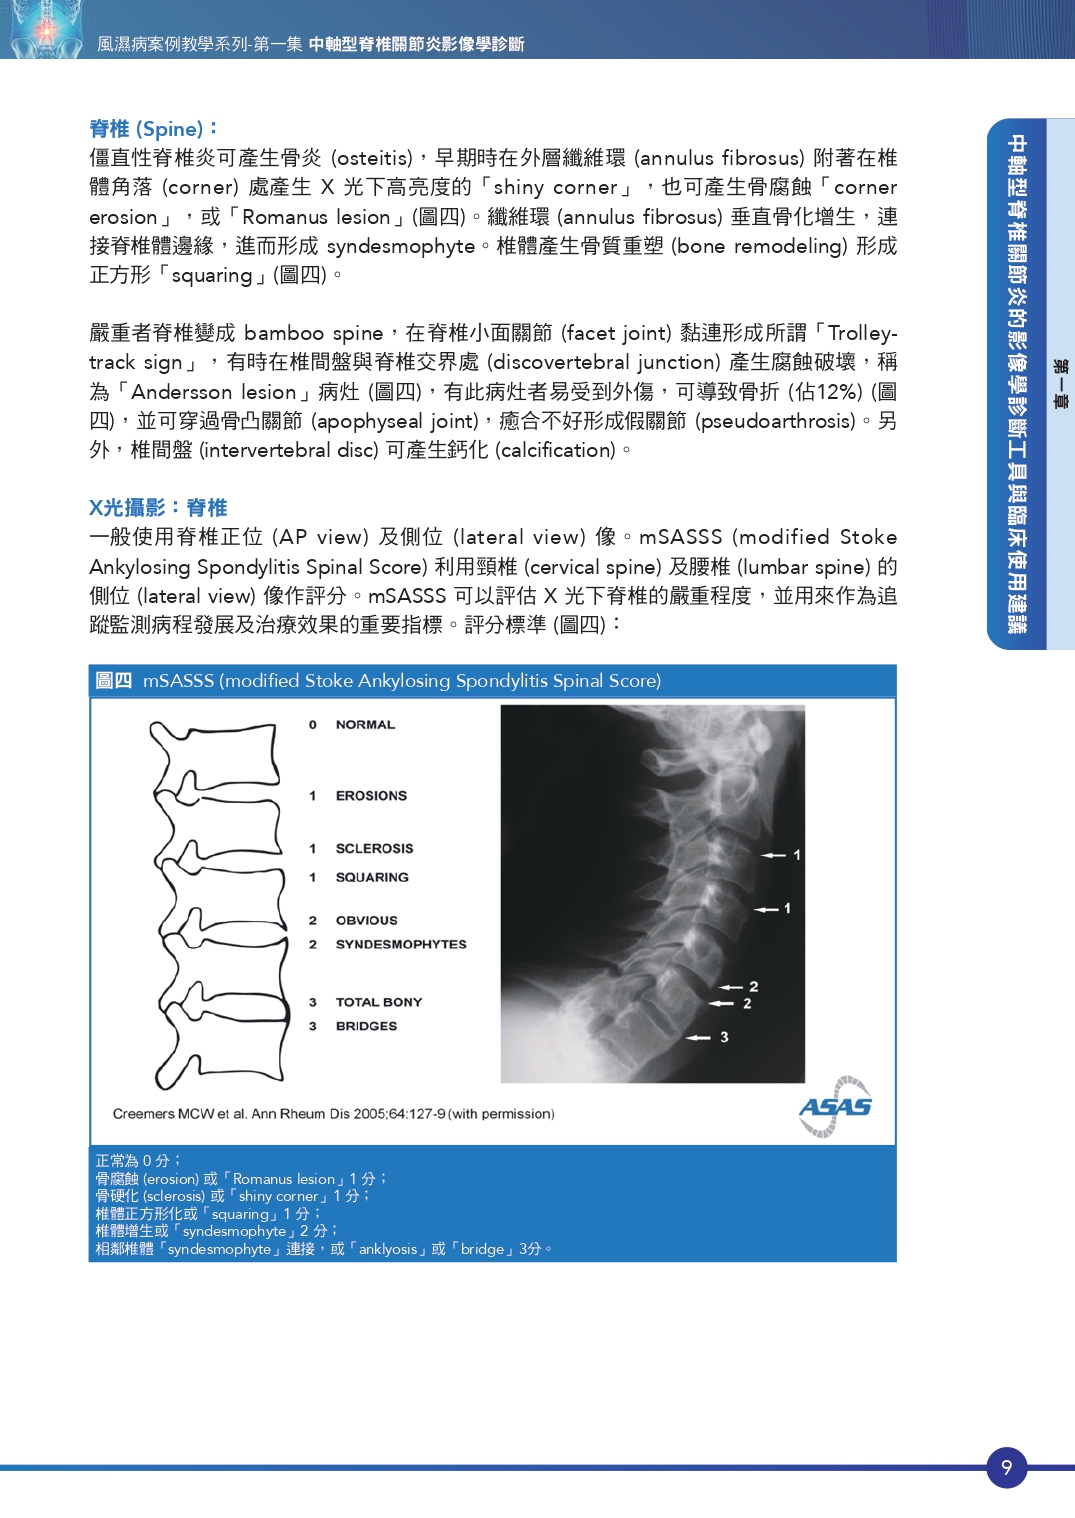 風濕病案例教學系列-第一集 中軸型脊椎關節炎影像學診斷
脊椎 (Spine)：
僵直性脊椎炎可產生骨炎 (osteitis)，早期時在外層纖維環 (annulus fibrosus) 附著在椎
體角落 (corner) 處產生 X 光下高亮度的「shiny corner」，也可產生骨腐蝕「corner
erosion」，或「Romanus lesion」(圖四)。纖維環 (annulus fibrosus) 垂直骨化增生，連
接脊椎體邊緣，進而形成 syndesmophyte。椎體產生骨質重塑 (bone remodeling) 形成
正方形「squaring」(圖四)。
嚴重者脊椎變成 bamboo spine，在脊椎小面關節 (facet joint) 黏連形成所謂「Trolley-
track sign」，有時在椎間盤與脊椎交界處 (discovertebral junction) 產生腐蝕破壞，稱
為「Andersson lesion」病灶 (圖四)，有此病灶者易受到外傷，可導致骨折 (佔12%) (圖
四)，並可穿過骨凸關節 (apophyseal joint)，癒合不好形成假關節 (pseudoarthrosis)。另
外，椎間盤 (intervertebral disc) 可產生鈣化 (calcification)。
X光攝影：脊椎
一般使用脊椎正位 (AP view) 及側位 (lateral view) 像。mSASSS (modified Stoke
Ankylosing Spondylitis Spinal Score) 利用頸椎 (cervical spine) 及腰椎 (lumbar spine) 的
側位 (lateral view) 像作評分。mSASSS 可以評估 X 光下脊椎的嚴重程度，並用來作為追
蹤監測病程發展及治療效果的重要指標。評分標準 (圖四)：
圖四 mSASSS (modified Stoke Ankylosing Spondylitis Spinal Score)
0 NORMAL
1 EROSIONS
1 SCLEROSIS
1 SQUARING
2 OBVIOUS
2 SYNDESMOPHYTES
3 TOTAL BONY
3 BRIDGES
1
1
2
2
3
Creemers MCW et al. Ann Rheum Dis 2005;64:127-9 (with permission)
ASAS
正常為 0 分；
骨腐蝕 (erosion) 或「Romanus lesion」1 分；
骨硬化 (sclerosis) 或「shiny corner」1 分；
椎體正方形化或「squaring」1 分；
椎體增生或「syndesmophyte」2 分；
相鄰椎體「syndesmophyte」連接，或「anklyosis」或「bridge」3分。
第一章
中軸型脊椎關節炎的影像學診斷工具與臨床使用建議
9